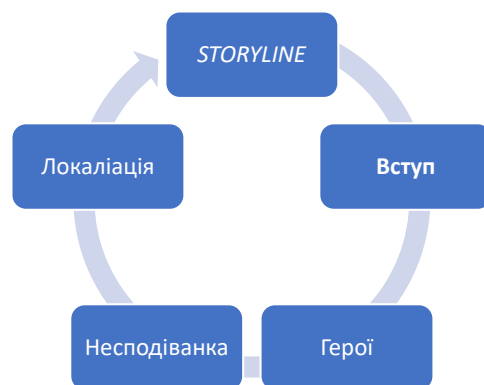 STORYLINE
Вступ
Герої
Несподіванка
Локаліація